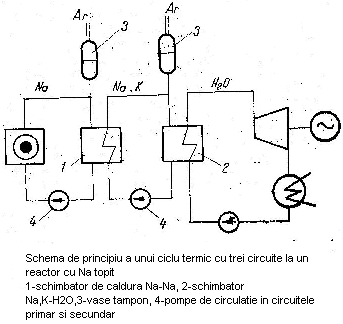 Ar
Ar
3
3
Na
Na, K
H2O
1
2
4
4
Schema de principiu a unui ciclu termic cu trei circuite la un
reactor cu Na topit
1-schimbator de caldura Na-Na, 2-schimbator
Na,K-H2O,3-vase tampon, 4-pompe de circulatie in circuitele
primar si secundar